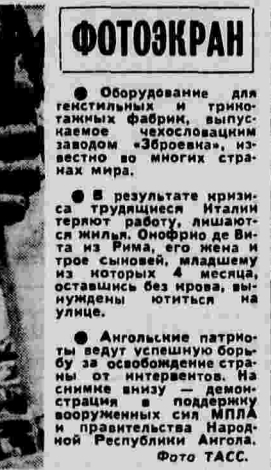 ФОТОЭКРАН
● Оборудование для
текстильных и трико-
тажных фабрик, выпус-
каемое чехословацким
заводом «Зброевка», из-
вестно во многих стра-
нах мира.
● В результате кризи-
са трудящиеся Италии
теряют работу, лишают-
ся жилья. Онофрио де Ви-
та из Рима, его жена и
трое сыновей, младшему
из которых 4 месяца,
оставшись без крова, вы-
нуждены ютиться на
улице.
● Ангольские патрио-
ты ведут успешную борь-
бу за освобождение стра-
ны от интервентов. На
снимке внизу — демон-
страция в поддержку
вооруженных сил МПЛА
и правительства Народ-
ной Республики Ангола.
Фото ТАСС.